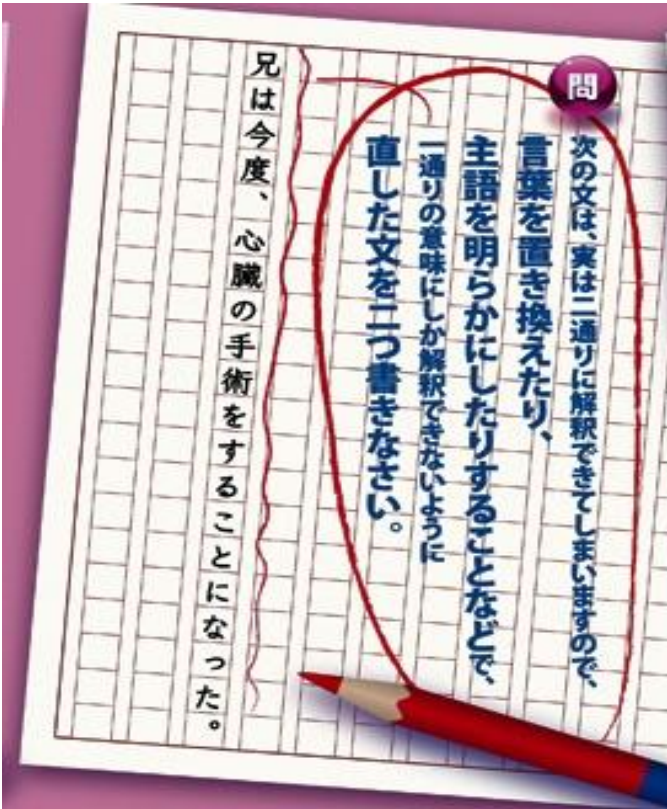 問
次の文は、実は二通りに解釈できてしまいますので、
言葉を置き換えたり、
主語を明らかにしたりすることなどで、
一通りの意味にしか解釈できないように
直した文を二つ書きなさい。
兄は今度、心臓の手術をすることになった。